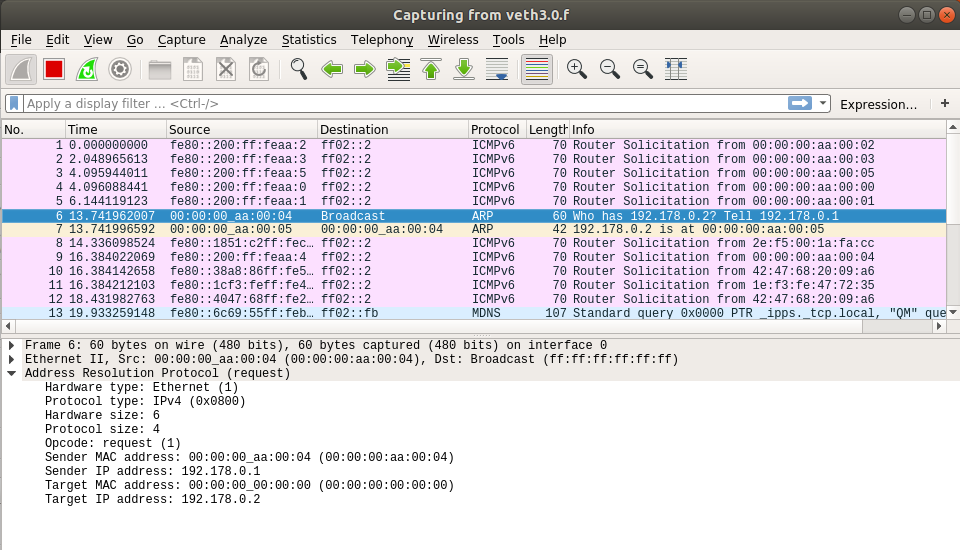 Capturing from veth3.0.f
File Edit View Go Capture Analyze Statistics Telephony Wireless Tools Help
Apply a display filter ... <Ctrl-/> Expression... +
No. Time Source Destination Protocol Length Info
1 0.000000000 fe80::200:ff:feaa:2 ff02::2 ICMPv6 70 Router Solicitation from 00:00:00:aa:00:02
2 2.048965613 fe80::200:ff:feaa:3 ff02::2 ICMPv6 70 Router Solicitation from 00:00:00:aa:00:03
3 4.095944011 fe80::200:ff:feaa:5 ff02::2 ICMPv6 70 Router Solicitation from 00:00:00:aa:00:05
4 4.096088441 fe80::200:ff:feaa:0 ff02::2 ICMPv6 70 Router Solicitation from 00:00:00:aa:00:00
5 6.144119123 fe80::200:ff:feaa:1 ff02::2 ICMPv6 70 Router Solicitation from 00:00:00:aa:00:01
6 13.741962007 00:00:00_aa:00:04 Broadcast ARP 60 Who has 192.178.0.2? Tell 192.178.0.1
7 13.741996592 00:00:00_aa:00:05 00:00:00_aa:00:04 ARP 42 192.178.0.2 is at 00:00:00:aa:00:05
8 14.336098524 fe80::1851:c2ff:fec... ff02::2 ICMPv6 70 Router Solicitation from 2e:f5:00:1a:fa:cc
9 16.384022069 fe80::200:ff:feaa:4 ff02::2 ICMPv6 70 Router Solicitation from 00:00:00:aa:00:04
10 16.384142658 fe80::38a8:86ff:fe5... ff02::2 ICMPv6 70 Router Solicitation from 42:47:68:20:09:a6
11 16.384212103 fe80::1cf3:feff:fe4... ff02::2 ICMPv6 70 Router Solicitation from 1e:f3:fe:47:72:35
12 18.431982763 fe80::4047:68ff:fe2... ff02::2 ICMPv6 70 Router Solicitation from 42:47:68:20:09:a6
13 19.933259148 fe80::6c69:55ff:feb... ff02::fb MDNS 107 Standard query 0x0000 PTR _ipps._tcp.local, "QM" que
Frame 6: 60 bytes on wire (480 bits), 60 bytes captured (480 bits) on interface 0
Ethernet II, Src: 00:00:00_aa:00:04 (00:00:00:aa:00:04), Dst: Broadcast (ff:ff:ff:ff:ff:ff)
Address Resolution Protocol (request)
Hardware type: Ethernet (1)
Protocol type: IPv4 (0x0800)
Hardware size: 6
Protocol size: 4
Opcode: request (1)
Sender MAC address: 00:00:00_aa:00:04 (00:00:00:aa:00:04)
Sender IP address: 192.178.0.1
Target MAC address: 00:00:00_00:00:00 (00:00:00:00:00:00)
Target IP address: 192.178.0.2